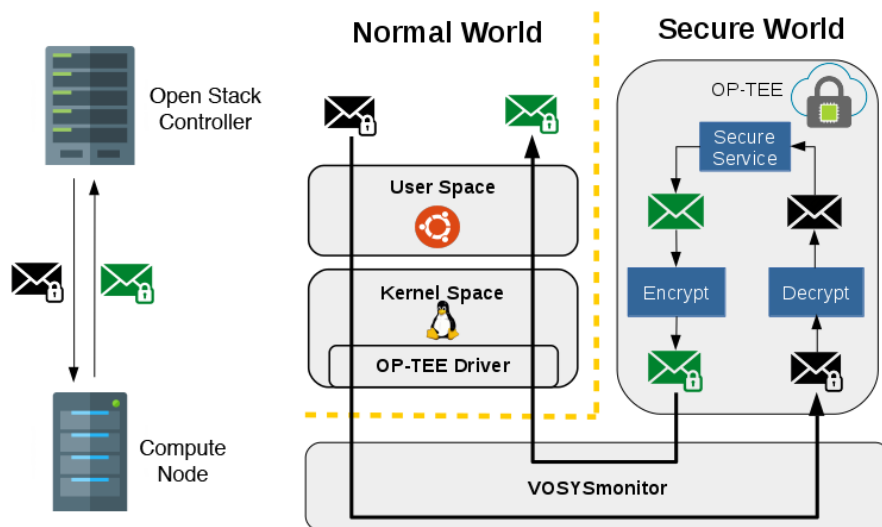 Normal World
Secure World
Open Stack
Controller
OP-TEE
Secure
Service
User Space
Kernel Space
OP-TEE Driver
Encrypt
Decrypt
Compute
Node
VOSYSmonitor